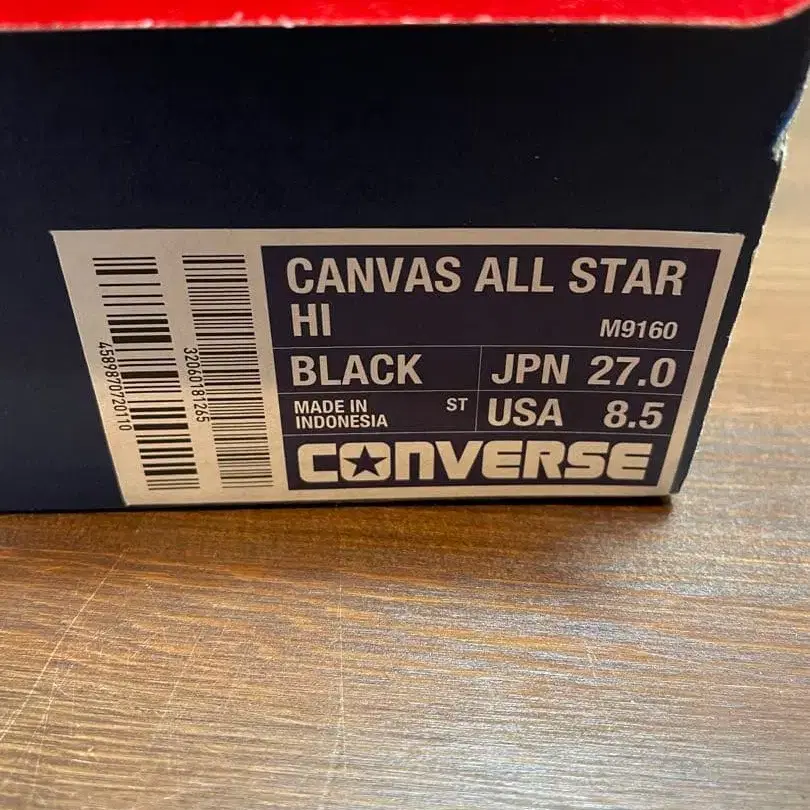 CANVAS ALL STAR
HI M9160
BLACK JPN 27.0
MADE IN INDONESIA ST USA 8.5
CONVERSE
4589870720110
32060181265